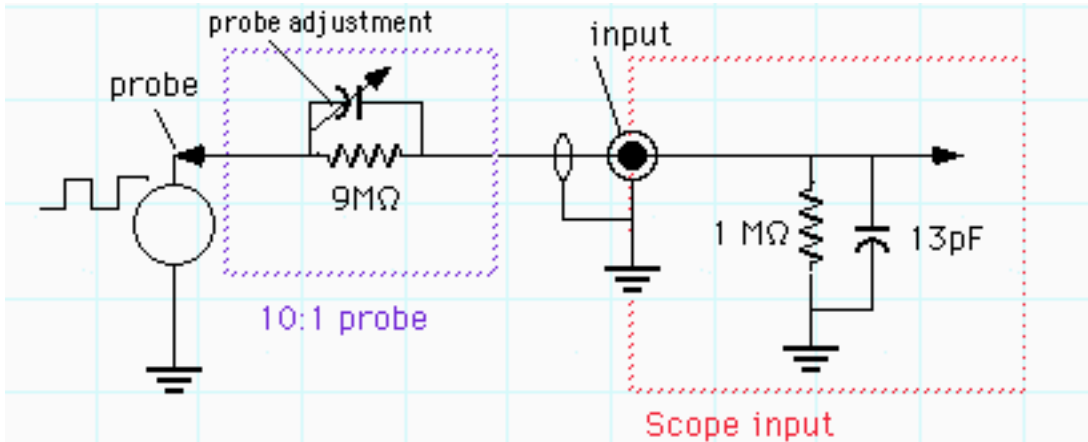 probe adjustment
input
probe
9MΩ
1 MΩ
13pF
10:1 probe
Scope input